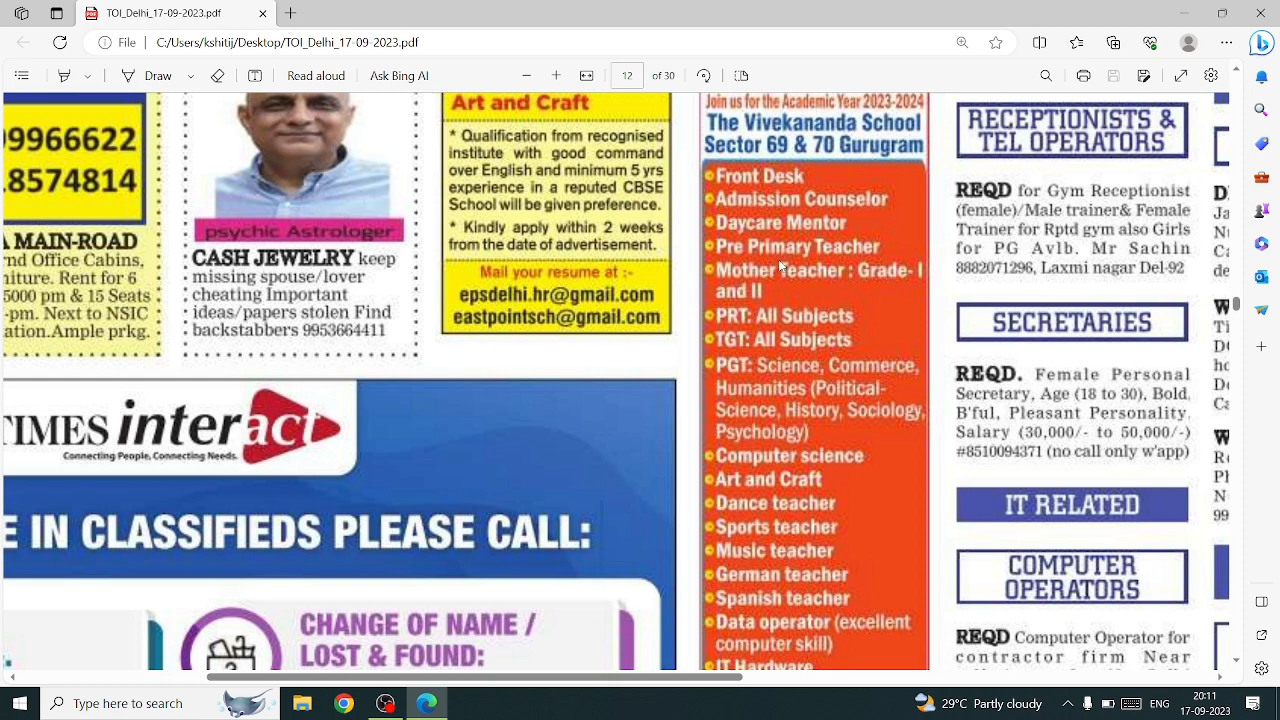 TOI_Delhi_17-09-2023.pdf
File
C:/Users/kshitij/Desktop/TOI_Delhi_17-09-2023.pdf
Draw
Read aloud
Ask Bing AI
12
of 30
99966622
18574814
A MAIN-ROAD
nd Office Cabins,
niture. Rent for 6
5000 pm & 15 Seats
-pm. Next to NSIC
ation.Ample prkg.
psychic Astrologer
CASH JEWELRY keep
missing spouse/lover
cheating Important
ideas/papers stolen Find
backstabbers 9953664411
Art and Craft
* Qualification from recognised
institute with good command
over English and minimum 5 yrs
experience in a reputed CBSE
School will be given preference.
* Kindly apply within 2 weeks
from the date of advertisement.
Mail your resume at :-
epsdelhi.hr@gmail.com
eastpointsch@gmail.com
TIMES interact
Connecting People, Connecting Needs.
E IN CLASSIFIEDS PLEASE CALL:
CHANGE OF NAME /
LOST & FOUND:
Join us for the Academic Year 2023-2024
The Vivekananda School
Sector 69 & 70 Gurugram
Front Desk
Admission Counselor
Daycare Mentor
Pre Primary Teacher
Mother Teacher : Grade- I
and II
PRT: All Subjects
TGT: All Subjects
PGT: Science, Commerce,
Humanities (Political-
Science, History, Sociology,
Psychology)
Computer science
Art and Craft
Dance teacher
Sports teacher
Music teacher
German teacher
Spanish teacher
Data operator (excellent
computer skill)
IT Hardware
RECEPTIONISTS &
TEL OPERATORS
REQD for Gym Receptionist
(female)/Male trainer& Female
Trainer for Rptd gym also Girls
for PG Avlb. Mr Sachin
8882071296, Laxmi nagar Del-92
SECRETARIES
REQD. Female Personal
Secretary, Age (18 to 30), Bold,
B'ful, Pleasant Personality.
Salary (30,000/- to 50,000/-)
#8510094371 (no call only w'app)
IT RELATED
COMPUTER
OPERATORS
REQD Computer Operator for
contractor firm Near
Type here to search
29°C Partly cloudy
ENG
20:11
17-09-2023